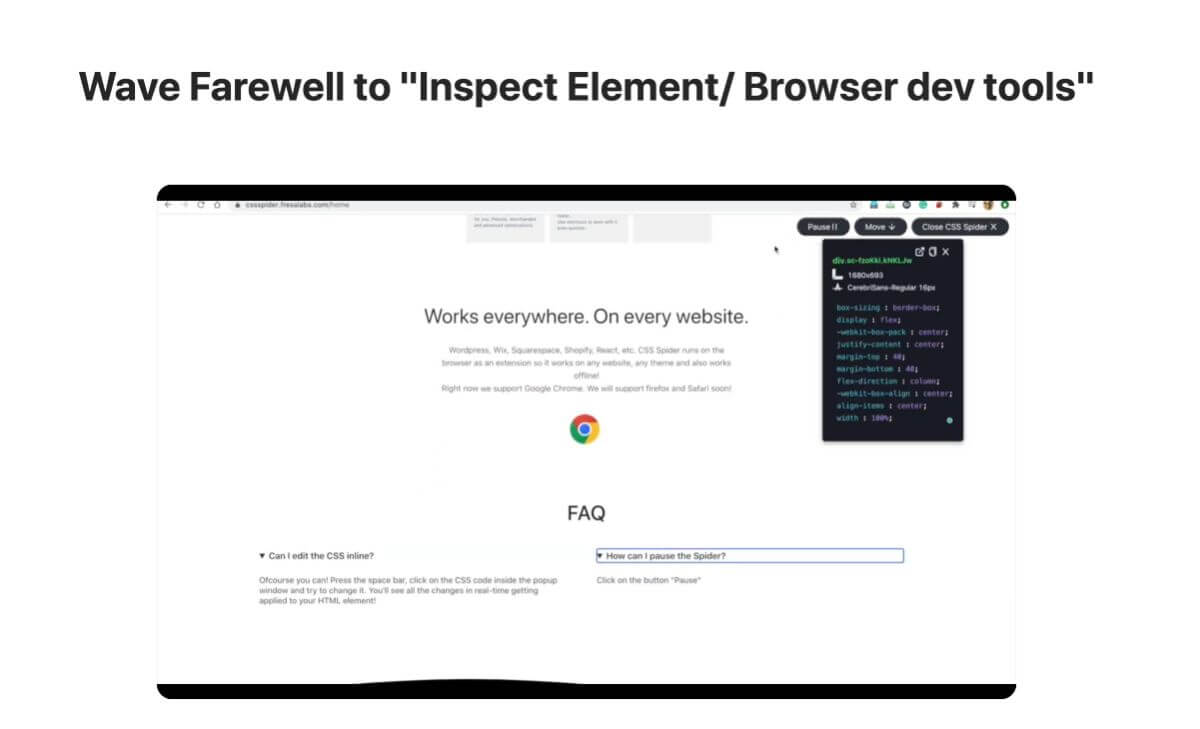 Wave Farewell to "Inspect Element/ Browser dev tools"
cssspider.fresalabs.com/home
Pause II
Move ↓
Close CSS Spider X
div.sc-fzoKki.kNKLJw
1680x693
CerebriSans-Regular 16px
box-sizing : border-box;
display : flex;
-webkit-box-pack : center;
justify-content : center;
margin-top : 40;
margin-bottom : 40;
flex-direction : column;
-webkit-box-align : center;
align-items : center;
width : 100%;
Works everywhere. On every website.
Wordpress, Wix, Squarespace, Shopify, React, etc. CSS Spider runs on the
browser as an extension so it works on any website, any theme and also works
offline!
Right now we support Google Chrome. We will support firefox and Safari soon!
FAQ
▼ Can I edit the CSS inline?
Ofcourse you can! Press the space bar, click on the CSS code inside the popup
window and try to change it. You'll see all the changes in real-time getting
applied to your HTML element!
▼ How can I pause the Spider?
Click on the button "Pause"